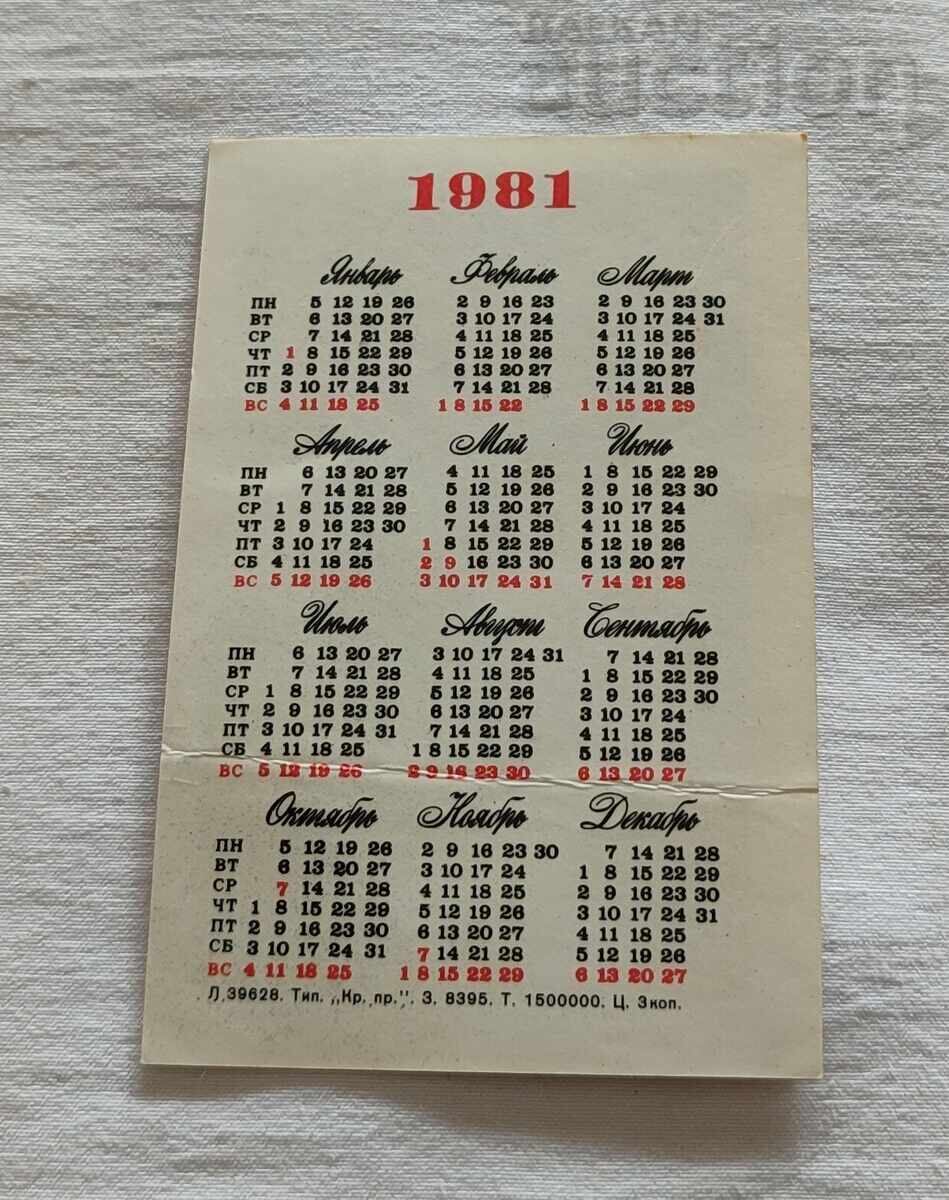 BALKAN
auction
1981
Январь Февраль Март
ПН 5 12 19 26 2 9 16 23 2 9 16 23 30
ВТ 6 13 20 27 3 10 17 24 3 10 17 24 31
СР 7 14 21 28 4 11 18 25 4 11 18 25
ЧТ 1 8 15 22 29 5 12 19 26 5 12 19 26
ПТ 2 9 16 23 30 6 13 20 27 6 13 20 27
СБ 3 10 17 24 31 7 14 21 28 7 14 21 28
ВС 4 11 18 25 1 8 15 22 1 8 15 22 29
Апрель Май Июнь
ПН 6 13 20 27 4 11 18 25 1 8 15 22 29
ВТ 7 14 21 28 5 12 19 26 2 9 16 23 30
СР 1 8 15 22 29 6 13 20 27 3 10 17 24
ЧТ 2 9 16 23 30 7 14 21 28 4 11 18 25
ПТ 3 10 17 24 1 8 15 22 29 5 12 19 26
СБ 4 11 18 25 2 9 16 23 30 6 13 20 27
ВС 5 12 19 26 3 10 17 24 31 7 14 21 28
Июль Август Сентябрь
ПН 6 13 20 27 3 10 17 24 31 7 14 21 28
ВТ 7 14 21 28 4 11 18 25 1 8 15 22 29
СР 1 8 15 22 29 5 12 19 26 2 9 16 23 30
ЧТ 2 9 16 23 30 6 13 20 27 3 10 17 24
ПТ 3 10 17 24 31 7 14 21 28 4 11 18 25
СБ 4 11 18 25 1 8 15 22 29 5 12 19 26
ВС 5 12 19 26 2 9 16 23 30 6 13 20 27
Октябрь Ноябрь Декабрь
ПН 5 12 19 26 2 9 16 23 30 7 14 21 28
ВТ 6 13 20 27 3 10 17 24 1 8 15 22 29
СР 7 14 21 28 4 11 18 25 2 9 16 23 30
ЧТ 1 8 15 22 29 5 12 19 26 3 10 17 24 31
ПТ 2 9 16 23 30 6 13 20 27 4 11 18 25
СБ 3 10 17 24 31 7 14 21 28 5 12 19 26
ВС 4 11 18 25 1 8 15 22 29 6 13 20 27
Л 39628. Тип. „Кр. пр.". З. 8395. Т. 1500000. Ц. 3коп.